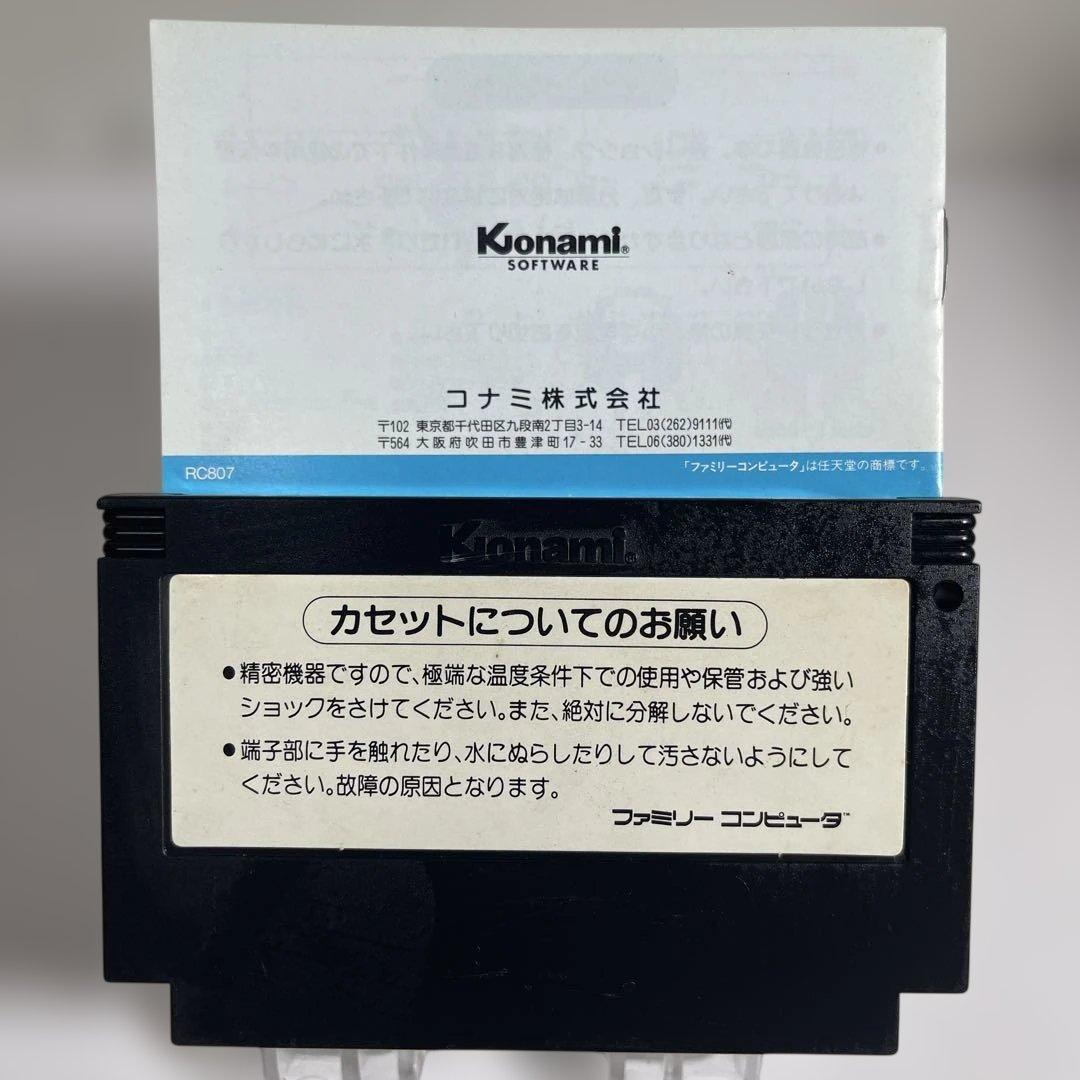 Konami®
SOFTWARE
コナミ株式会社
〒102 東京都千代田区九段南2丁目3-14 TEL03(262)9111㈹
〒564 大阪府吹田市豊津町17-33 TEL06(380)1331㈹
RC807
「ファミリーコンピュータ」は任天堂の商標です。
Konami®
カセットについてのお願い
●精密機器ですので、極端な温度条件下での使用や保管および強い
ショックをさけてください。また、絶対に分解しないでください。
●端子部に手を触れたり、水にぬらしたりして汚さないようにして
ください。故障の原因となります。
ファミリーコンピュータ™